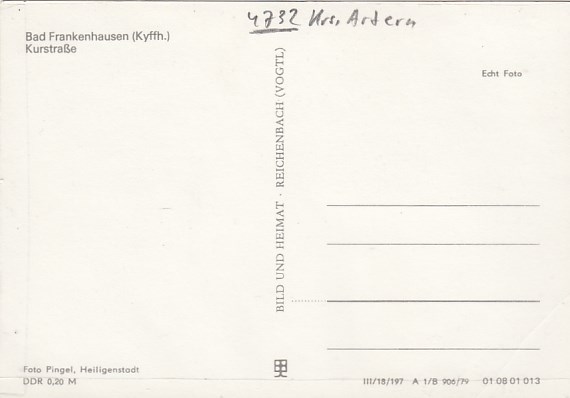 4732 Krs. Artern
Bad Frankenhausen (Kyffh.)
Kurstraße
Echt Foto
BILD UND HEIMAT · REICHENBACH (VOGTL)
Foto Pingel, Heiligenstadt
DDR 0,20 M
III/18/197 A 1/B 906/79 01 08 01 013